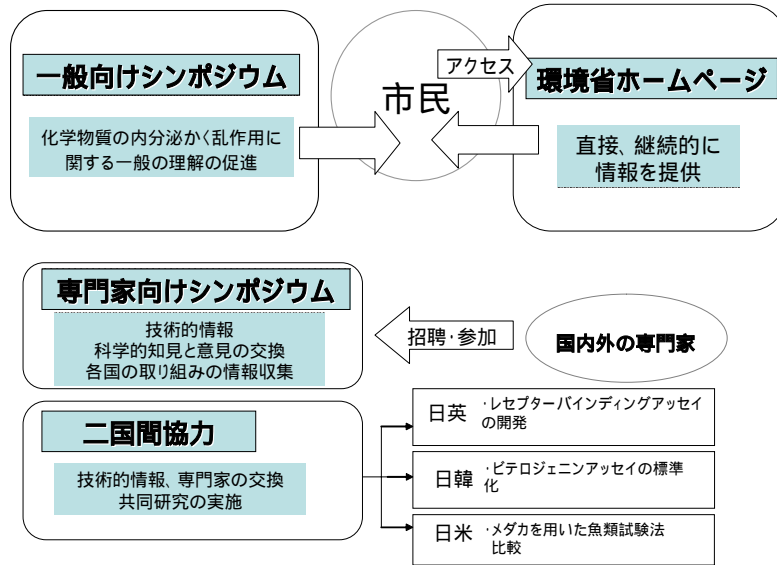 一般向けシンポジウム
化学物質の内分泌かく乱作用に
関する一般の理解の促進
市民
アクセス
環境省ホームページ
直接、継続的に
情報を提供
専門家向けシンポジウム
技術的情報
科学的知見と意見の交換
各国の取り組みの情報収集
招聘・参加
国内外の専門家
二国間協力
技術的情報、専門家の交換
共同研究の実施
日英 ・レセプターバインディングアッセイ
の開発
日韓 ・ビテロジェニンアッセイの標準
化
日米 ・メダカを用いた魚類試験法
比較